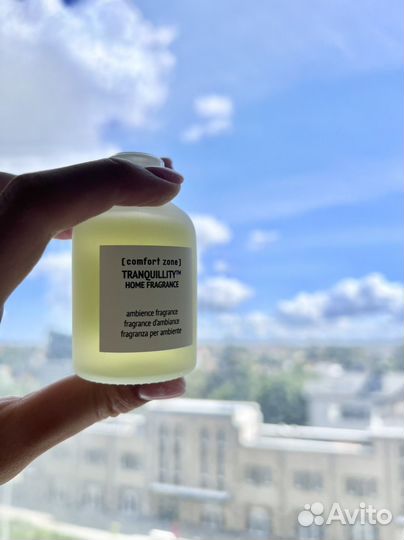 [ comfort zone ]
TRANQUILLITY™
HOME FRAGRANCE
ambience fragrance
fragrance d'ambiance
fragranza per ambiente
Avito